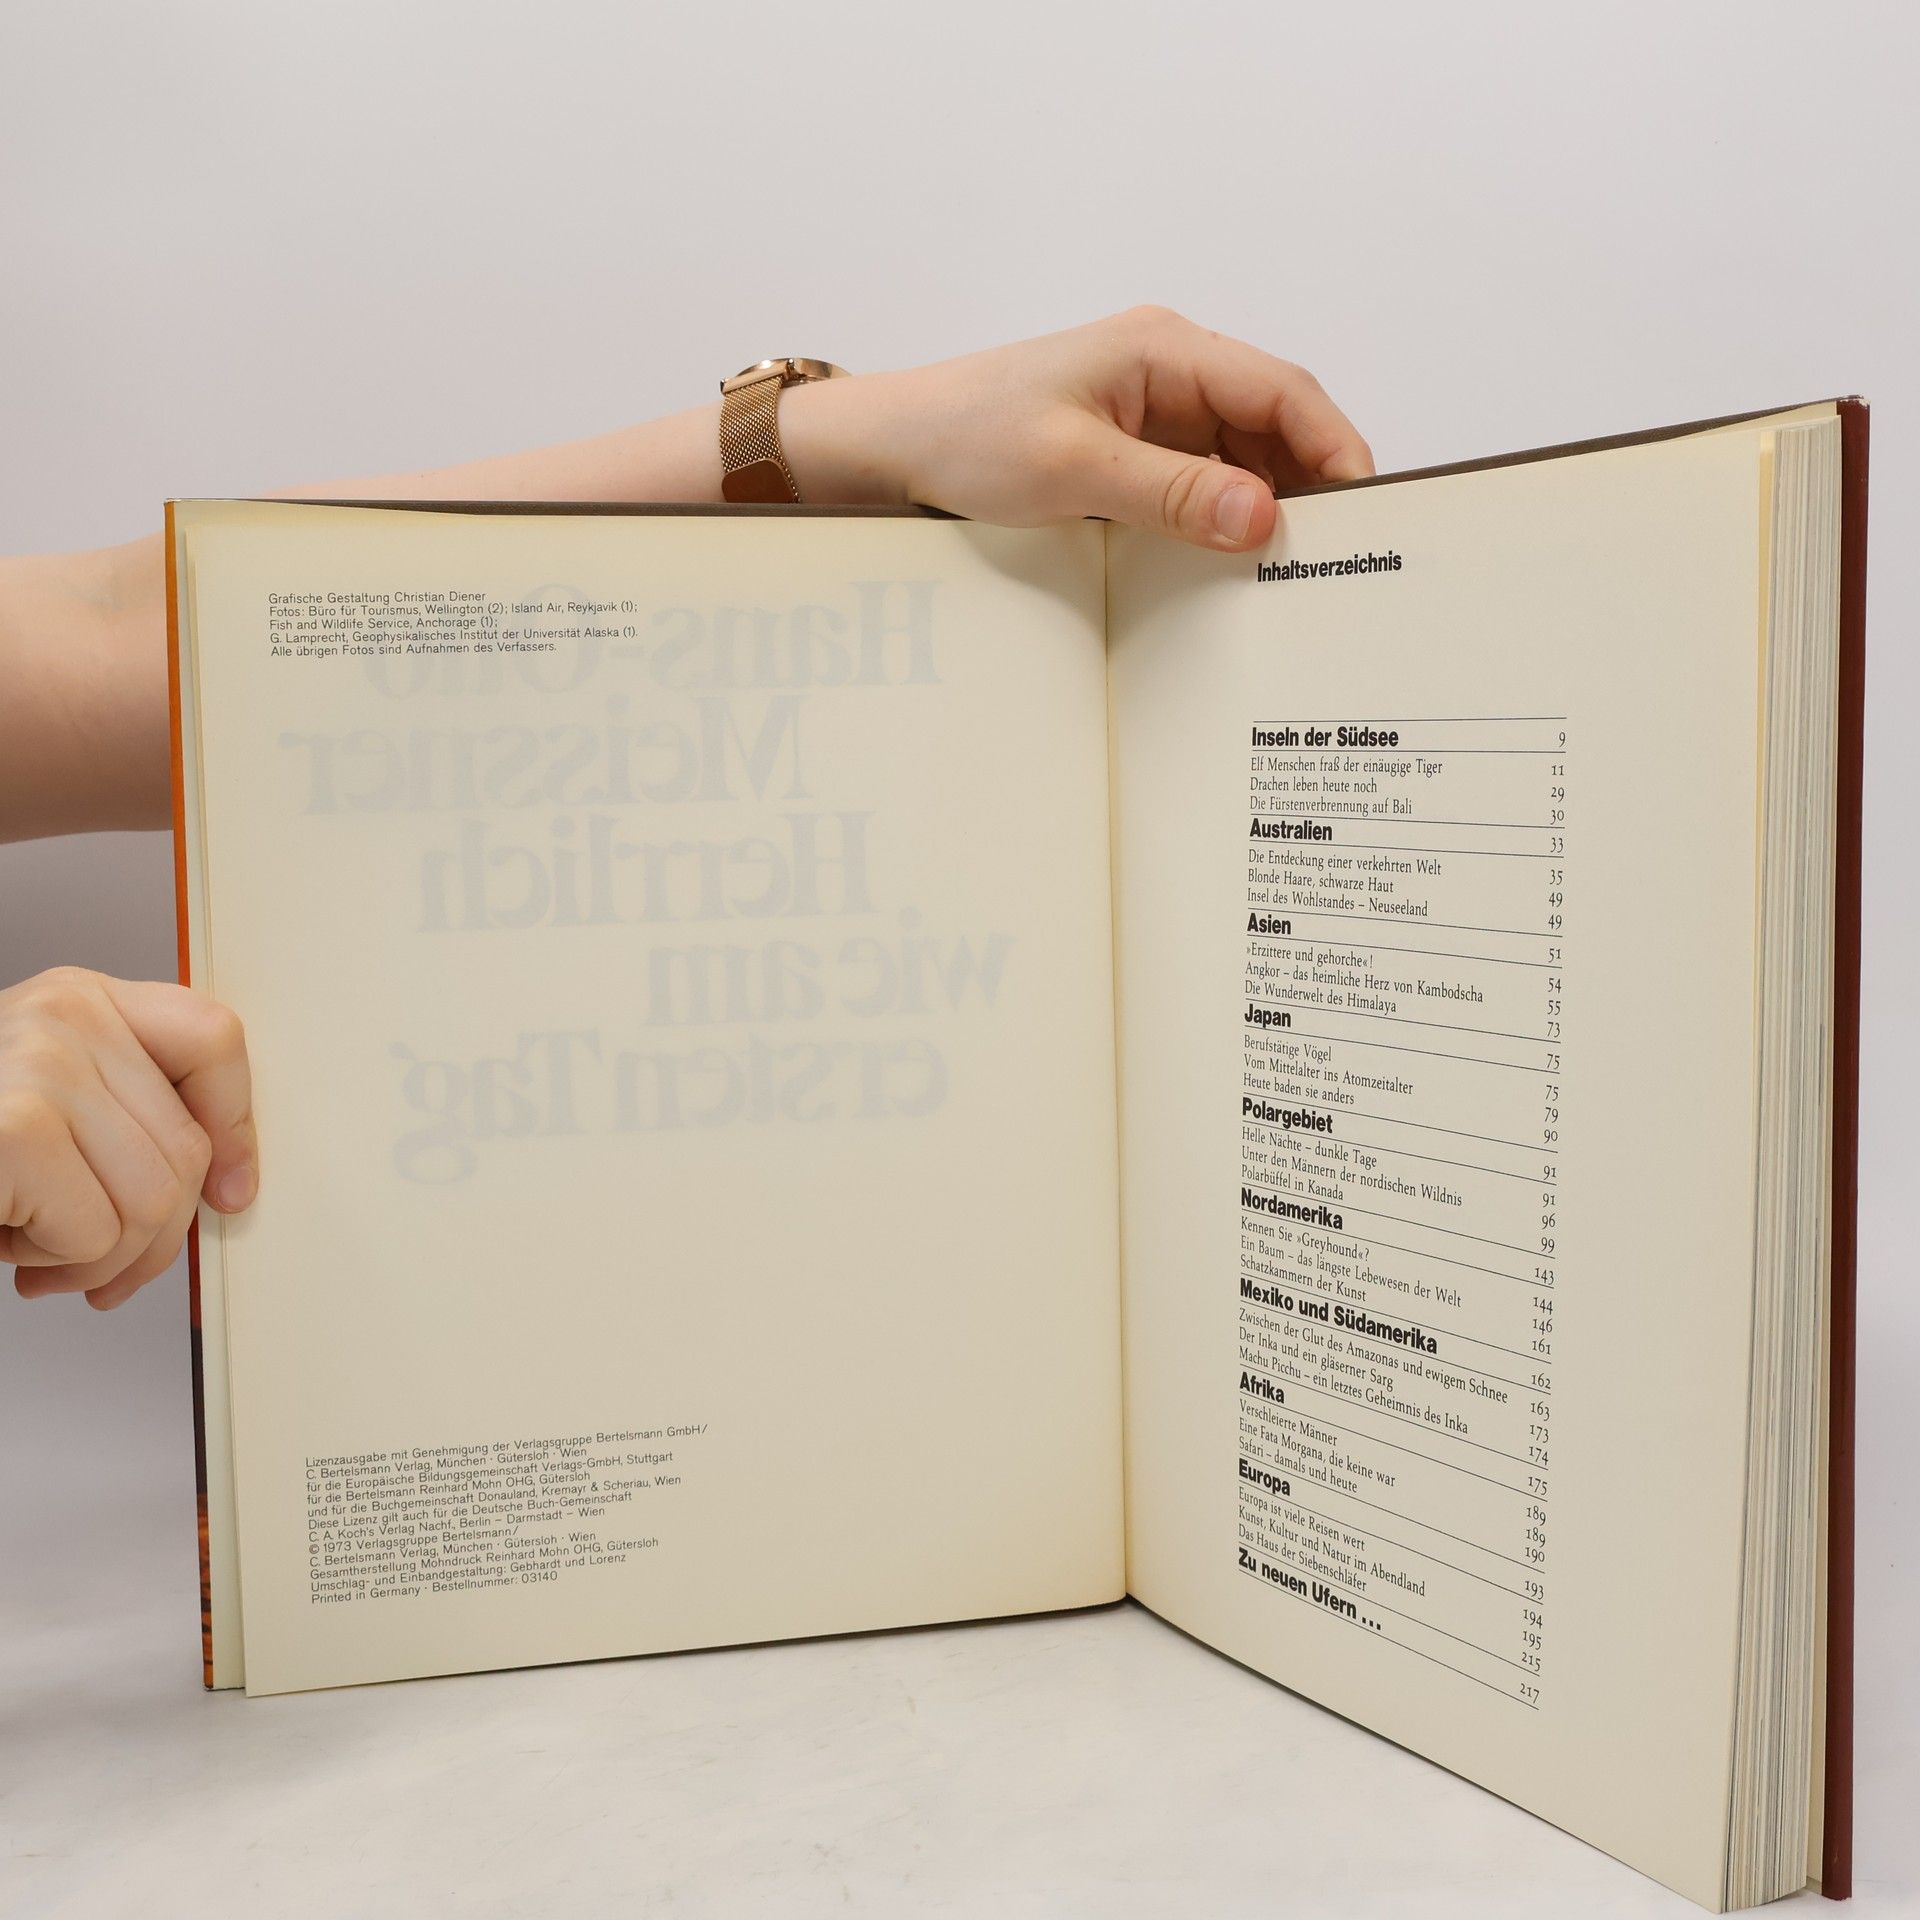 Grafische Gestaltung Christian Diener
Fotos: Büro für Tourismus, Wellington (2); Island Air, Reykjavik (1);
Fish and Wildlife Service, Anchorage (1);
G. Lamprecht, Geophysikalisches Institut der Universität Alaska (1).
Alle übrigen Fotos sind Aufnahmen des Verfassers.
Hans-Otto
Meissner
Herrlich
wie am
ersten Tag
Lizenzausgabe mit Genehmigung der Verlagsgruppe Bertelsmann GmbH/
C. Bertelsmann Verlag, München · Gütersloh · Wien
für die Europäische Bildungsgemeinschaft Verlags-GmbH, Stuttgart
für die Bertelsmann Reinhard Mohn OHG, Gütersloh
und für die Buchgemeinschaft Donauland, Kremayr & Scheriau, Wien
Diese Lizenz gilt auch für die Deutsche Buch-Gemeinschaft
C. A. Koch's Verlag Nachf., Berlin – Darmstadt – Wien
© 1973 Verlagsgruppe Bertelsmann/
C. Bertelsmann Verlag, München · Gütersloh · Wien
Gesamtherstellung Mohndruck Reinhard Mohn OHG, Gütersloh
Umschlag- und Einbandgestaltung: Gebhardt und Lorenz
Printed in Germany · Bestellnummer: 03140
Inhaltsverzeichnis
Inseln der Südsee 9
Elf Menschen fraß der einäugige Tiger 11
Drachen leben heute noch 29
Die Fürstenverbrennung auf Bali 30
Australien 33
Die Entdeckung einer verkehrten Welt 35
Blonde Haare, schwarze Haut 49
Insel des Wohlstandes – Neuseeland 49
Asien 51
»Erzittere und gehorche«! 54
Angkor – das heimliche Herz von Kambodscha 55
Die Wunderwelt des Himalaya 73
Japan 75
Berufstätige Vögel 75
Vom Mittelalter ins Atomzeitalter 79
Heute baden sie anders 90
Polargebiet 91
Helle Nächte – dunkle Tage 91
Unter den Männern der nordischen Wildnis 96
Polarbüffel in Kanada 99
Nordamerika 143
Kennen Sie »Greyhound«? 144
Ein Baum – das längste Lebewesen der Welt 146
Schatzkammern der Kunst 161
Mexiko und Südamerika 162
Zwischen der Glut des Amazonas und ewigem Schnee 163
Der Inka und ein gläserner Sarg 173
Machu Picchu – ein letztes Geheimnis des Inka 174
Afrika 175
Verschleierte Männer 189
Eine Fata Morgana, die keine war 189
Safari – damals und heute 190
Europa 193
Europa ist viele Reisen wert 194
Kunst, Kultur und Natur im Abendland 195
Das Haus der Siebenschläfer 215
Zu neuen Ufern ... 217